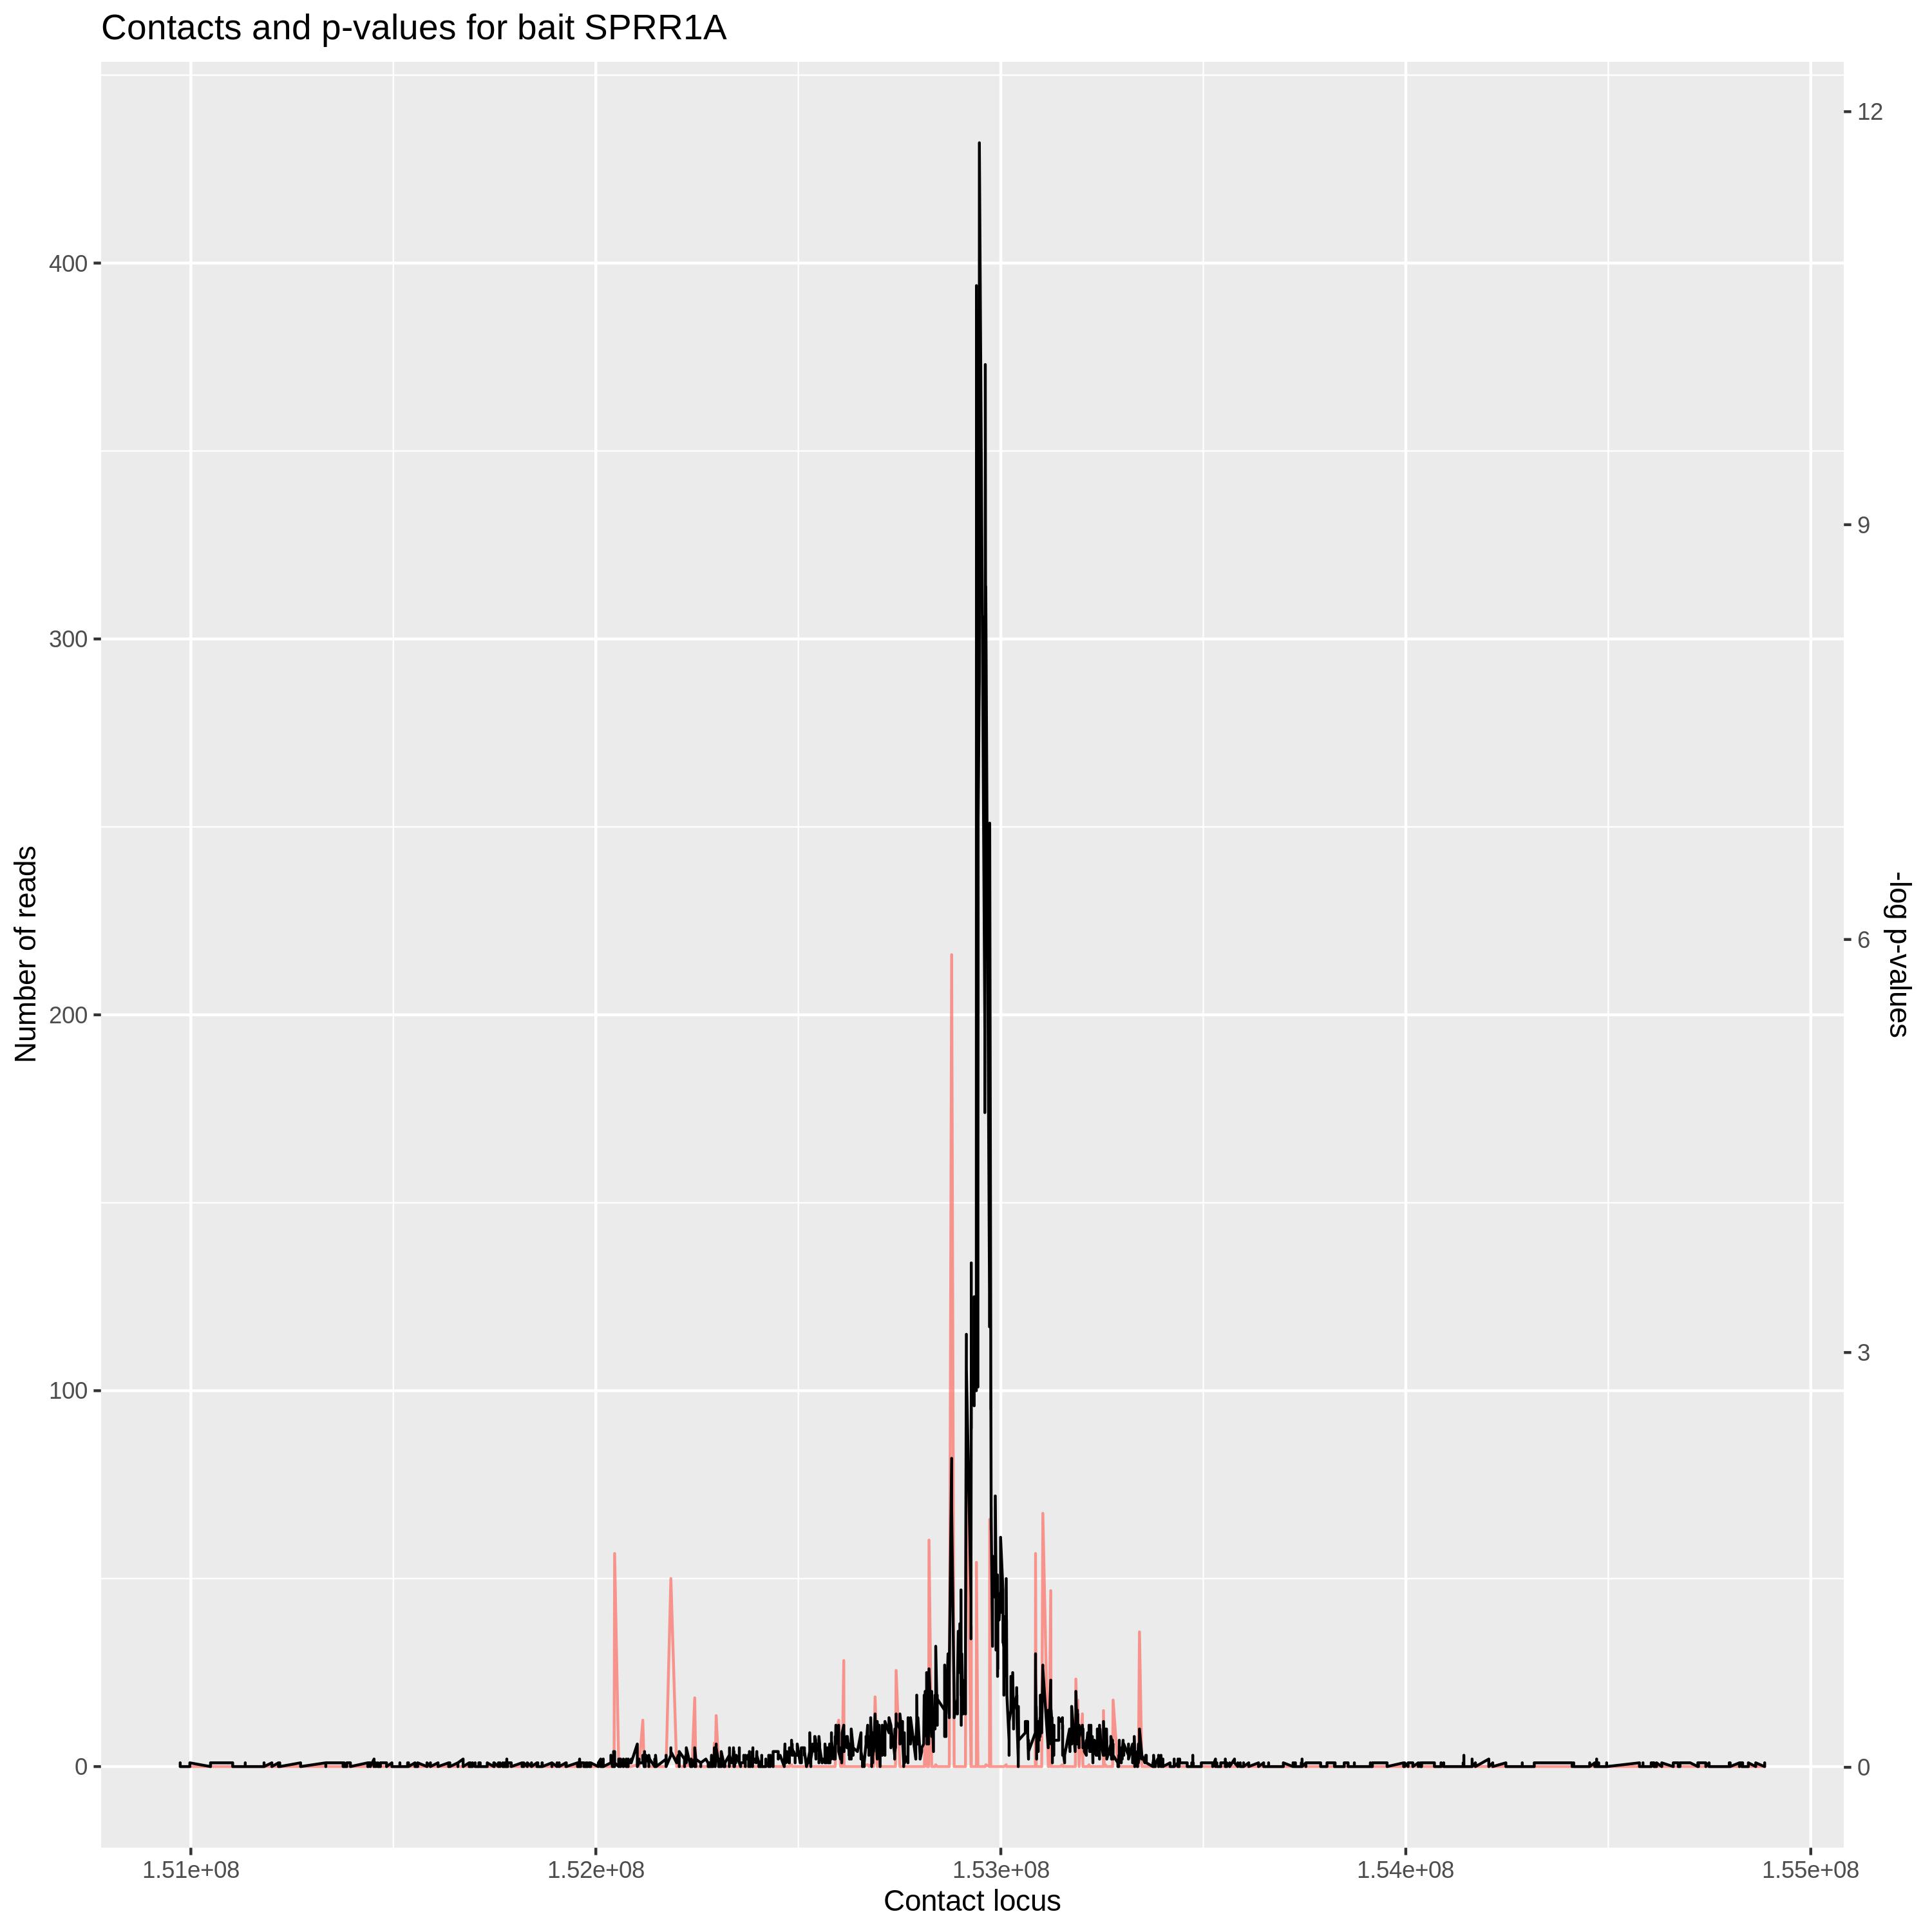 Contacts and p-values for bait SPRR1A
Number of reads
400
300
200
100
0
12
9
6
3
0
-log p-values
1.51e+08 1.52e+08 1.53e+08 1.54e+08 1.55e+08
Contact locus